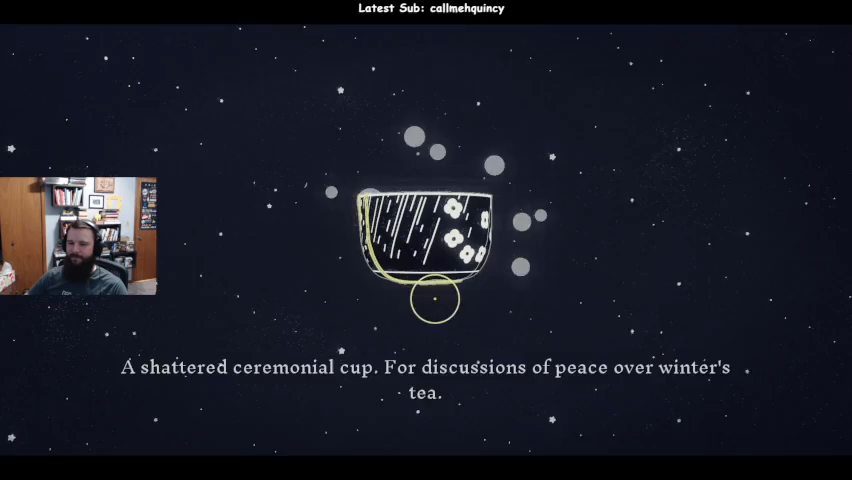 Latest Sub: callmehquincy
A shattered ceremonial cup. For discussions of peace over winter's
tea.